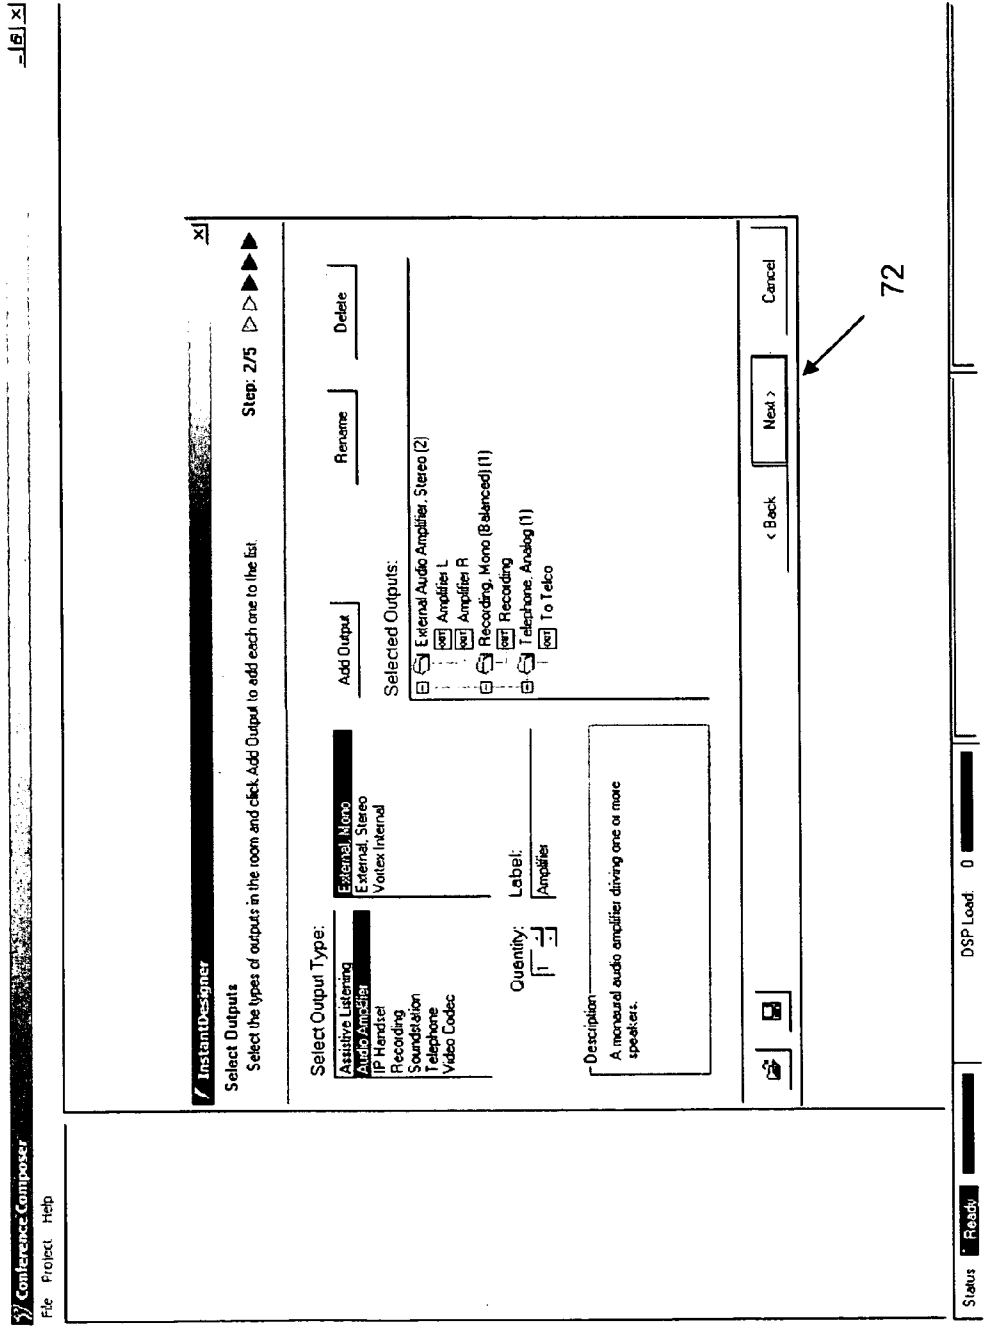 Conference Composer
File Project Help
InstantDesigner
Select Outputs
Select the types of outputs in the room and click Add Output to add each one to the list.
Step: 2/5
Select Output Type:
Assistive Listening
Audio Amplifier
IP Handset
Recording
Soundstation
Telephone
Video Codec
External, Mono
External, Stereo
Vortex Internal
Add Output
Rename
Delete
Quantity:
1
Label:
Amplifier
Selected Outputs:
External Audio Amplifier, Stereo (2)
OUT Amplifier L
OUT Amplifier R
Recording, Mono (Balanced) (1)
OUT Recording
Telephone, Analog (1)
OUT To Telco
Description
A monaural audio amplifier driving one or more
speakers.
< Back
Next >
Cancel
72
Status Ready
DSP Load: 0